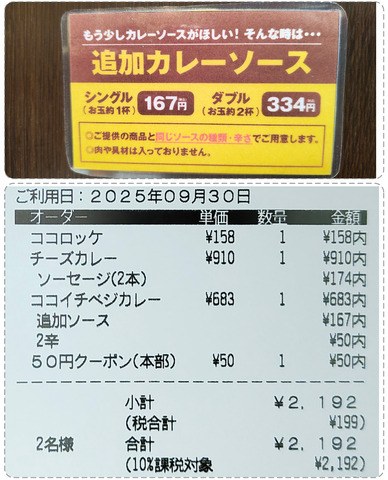 もう少しカレーソースがほしい！そんな時は・・・
追加カレーソース
シングル 167円 ダブル 334円
（お玉約1杯） （お玉約2杯）
○ご提供の商品と同じソースの種類・辛さでご用意します。
○肉や具材は入っておりません。
ご利用日：2025年09月30日
オーダー 単価 数量 金額
ココロッケ ¥158 1 ¥158内
チーズカレー ¥910 1 ¥910内
ソーセージ(2本) ¥174内
ココイチベジカレー ¥683 1 ¥683内
追加ソース ¥167内
2辛 ¥50内
50円クーポン(本部) ¥50 1 ¥50内
小計 ¥2,192
(税合計 ¥199)
2名様 合計 ¥2,192
(10%課税対象 ¥2,192)